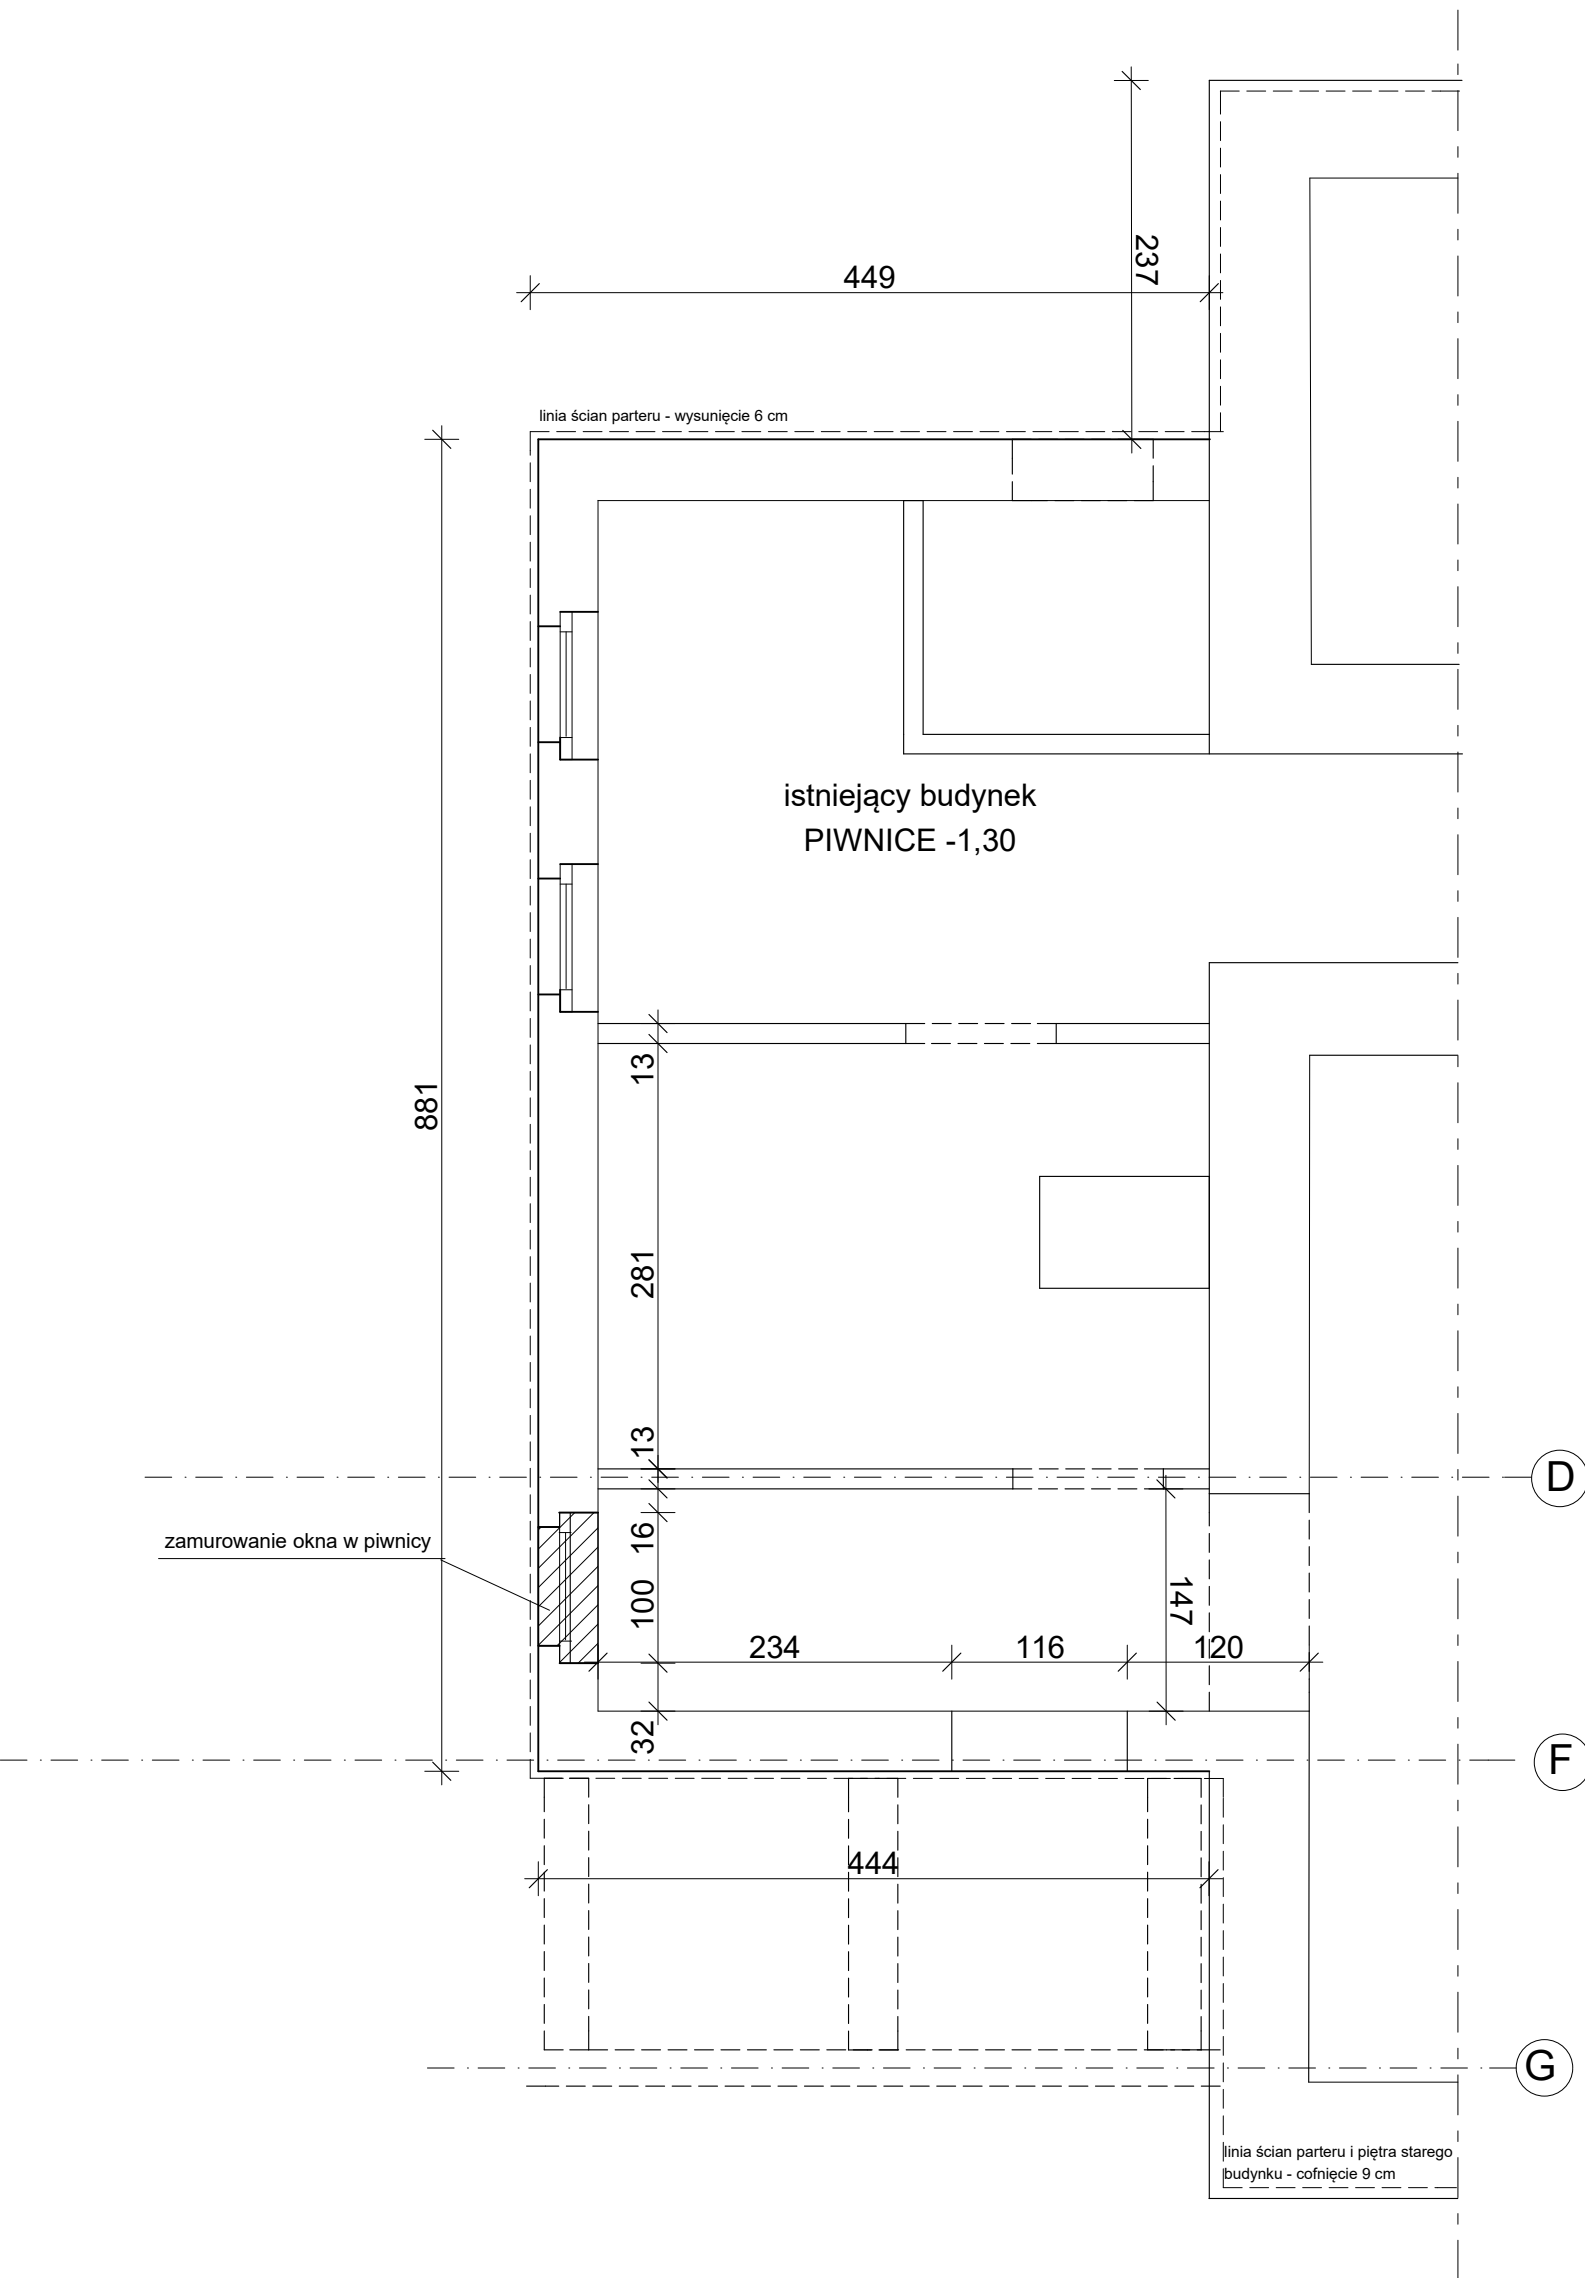 237
449
linia ścian parteru - wysunięcie 6 cm
istniejący budynek
PIWNICE -1,30
13
881
281
13
D
zamurowanie okna w piwnicy
16
100
147
234
116
120
32
F
444
G
linia ścian parteru i piętra starego
budynku - cofnięcie 9 cm